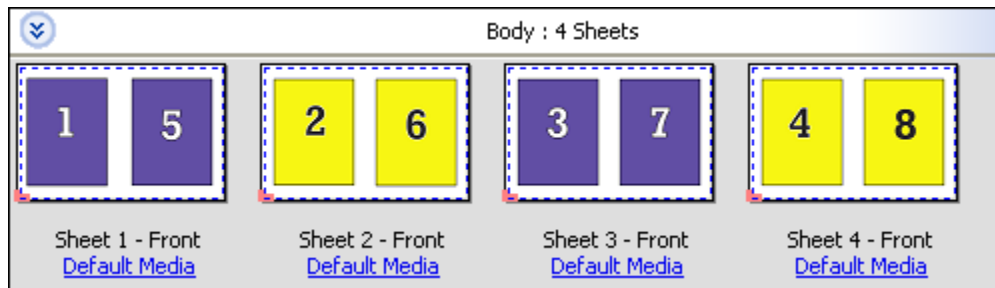 Body : 4 Sheets
1 5 2 6 3 7 4 8
Sheet 1 - Front Sheet 2 - Front Sheet 3 - Front Sheet 4 - Front
Default Media Default Media Default Media Default Media